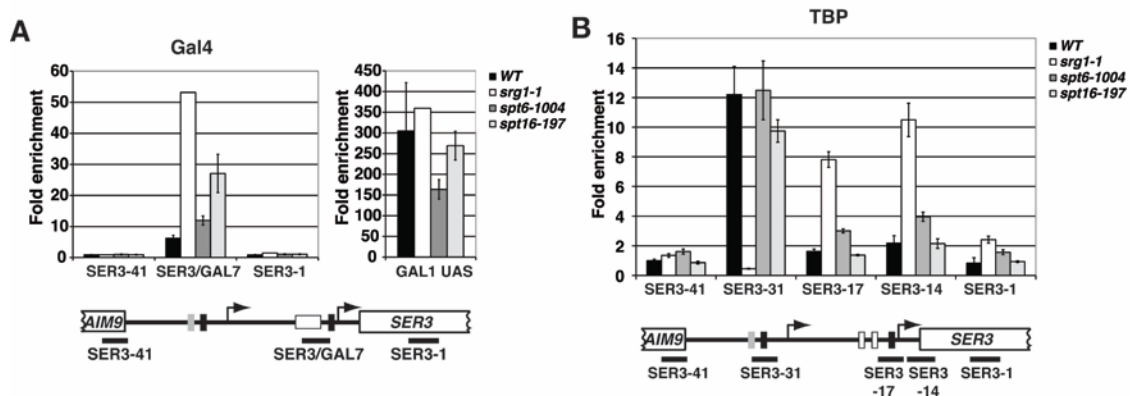 A
Gal4
Fold enrichment
60
50
40
30
20
10
0
SER3-41 SER3/GAL7 SER3-1
Fold enrichment
450
400
350
300
250
200
150
100
50
0
GAL1 UAS
WT
srg1-1
spt6-1004
spt16-197
AIM9 SER3
SER3-41 SER3/GAL7 SER3-1
B
TBP
Fold enrichment
16
14
12
10
8
6
4
2
0
SER3-41 SER3-31 SER3-17 SER3-14 SER3-1
WT
srg1-1
spt6-1004
spt16-197
AIM9 SER3
SER3-41 SER3-31 SER3 SER3 SER3-1
-17 -14